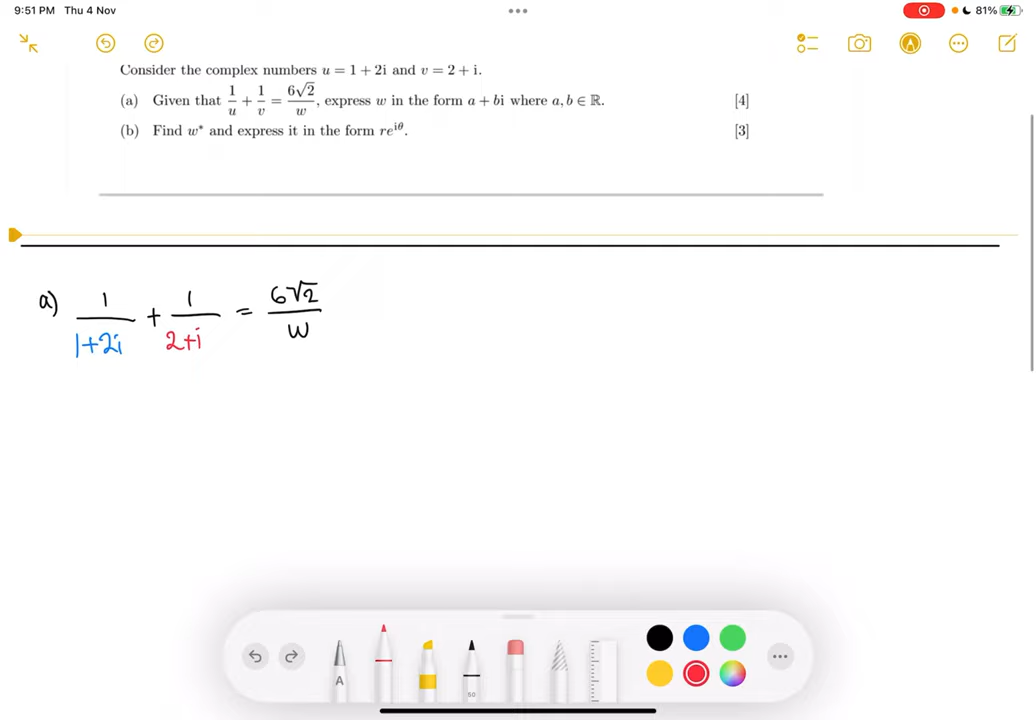 9:51 PM Thu 4 Nov 81%
Consider the complex numbers u = 1 + 2i and v = 2 + i.
(a) Given that 1/u + 1/v = 6√2/w, express w in the form a + bi where a, b ∈ ℝ. [4]
(b) Find w* and express it in the form re^{iθ}. [3]
a) 1/(1+2i) + 1/(2+i) = 6√2/w
A 50